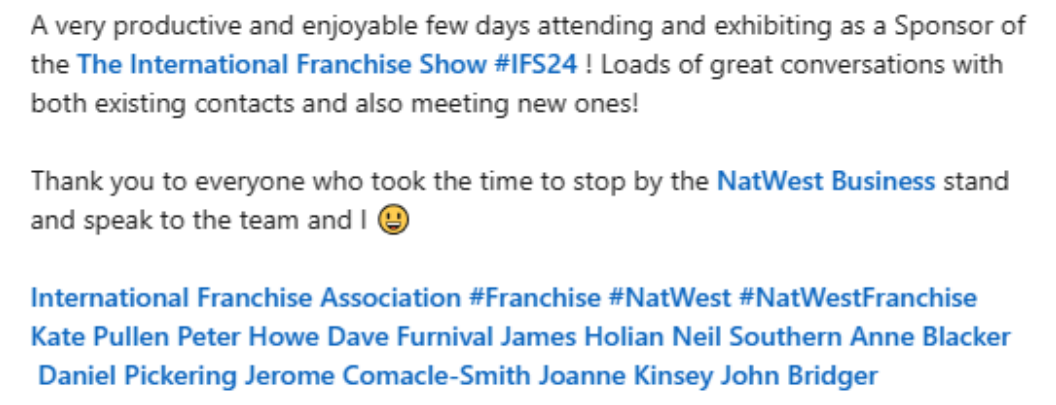 A very productive and enjoyable few days attending and exhibiting as a Sponsor of
the The International Franchise Show #IFS24 ! Loads of great conversations with
both existing contacts and also meeting new ones!
Thank you to everyone who took the time to stop by the NatWest Business stand
and speak to the team and I 😃
International Franchise Association #Franchise #NatWest #NatWestFranchise
Kate Pullen Peter Howe Dave Furnival James Holian Neil Southern Anne Blacker
Daniel Pickering Jerome Comacle-Smith Joanne Kinsey John Bridger